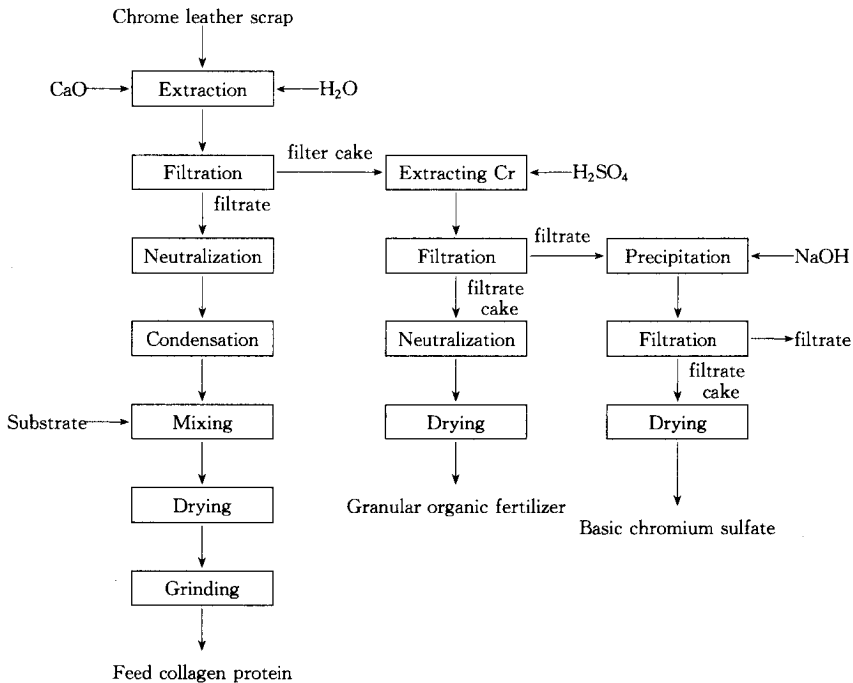 Chrome leather scrap
CaO
Extraction
H₂O
Filtration
filter cake
Extracting Cr
H₂SO₄
filtrate
Neutralization
Filtration
filtrate
Precipitation
NaOH
filtrate
cake
Condensation
Neutralization
Filtration
filtrate
filtrate
cake
Substrate
Mixing
Drying
Drying
Drying
Granular organic fertilizer
Basic chromium sulfate
Grinding
Feed collagen protein